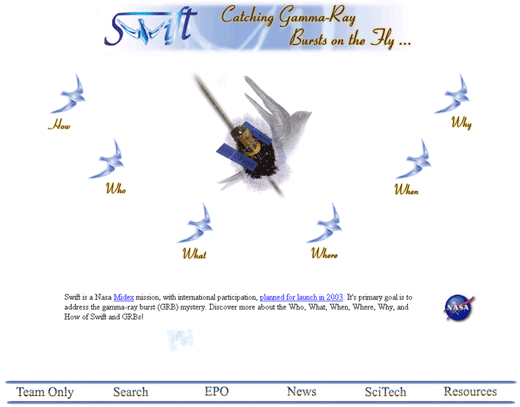 Swift
Catching Gamma-Ray
Bursts on the Fly ...
How
Why
Who
When
What
Where
Swift is a Nasa Midex mission, with international participation, planned for launch in 2003. It's primary goal is to
address the gamma-ray burst (GRB) mystery. Discover more about the Who, What, When, Where, Why, and
How of Swift and GRBs!
NASA
Team Only
Search
EPO
News
SciTech
Resources